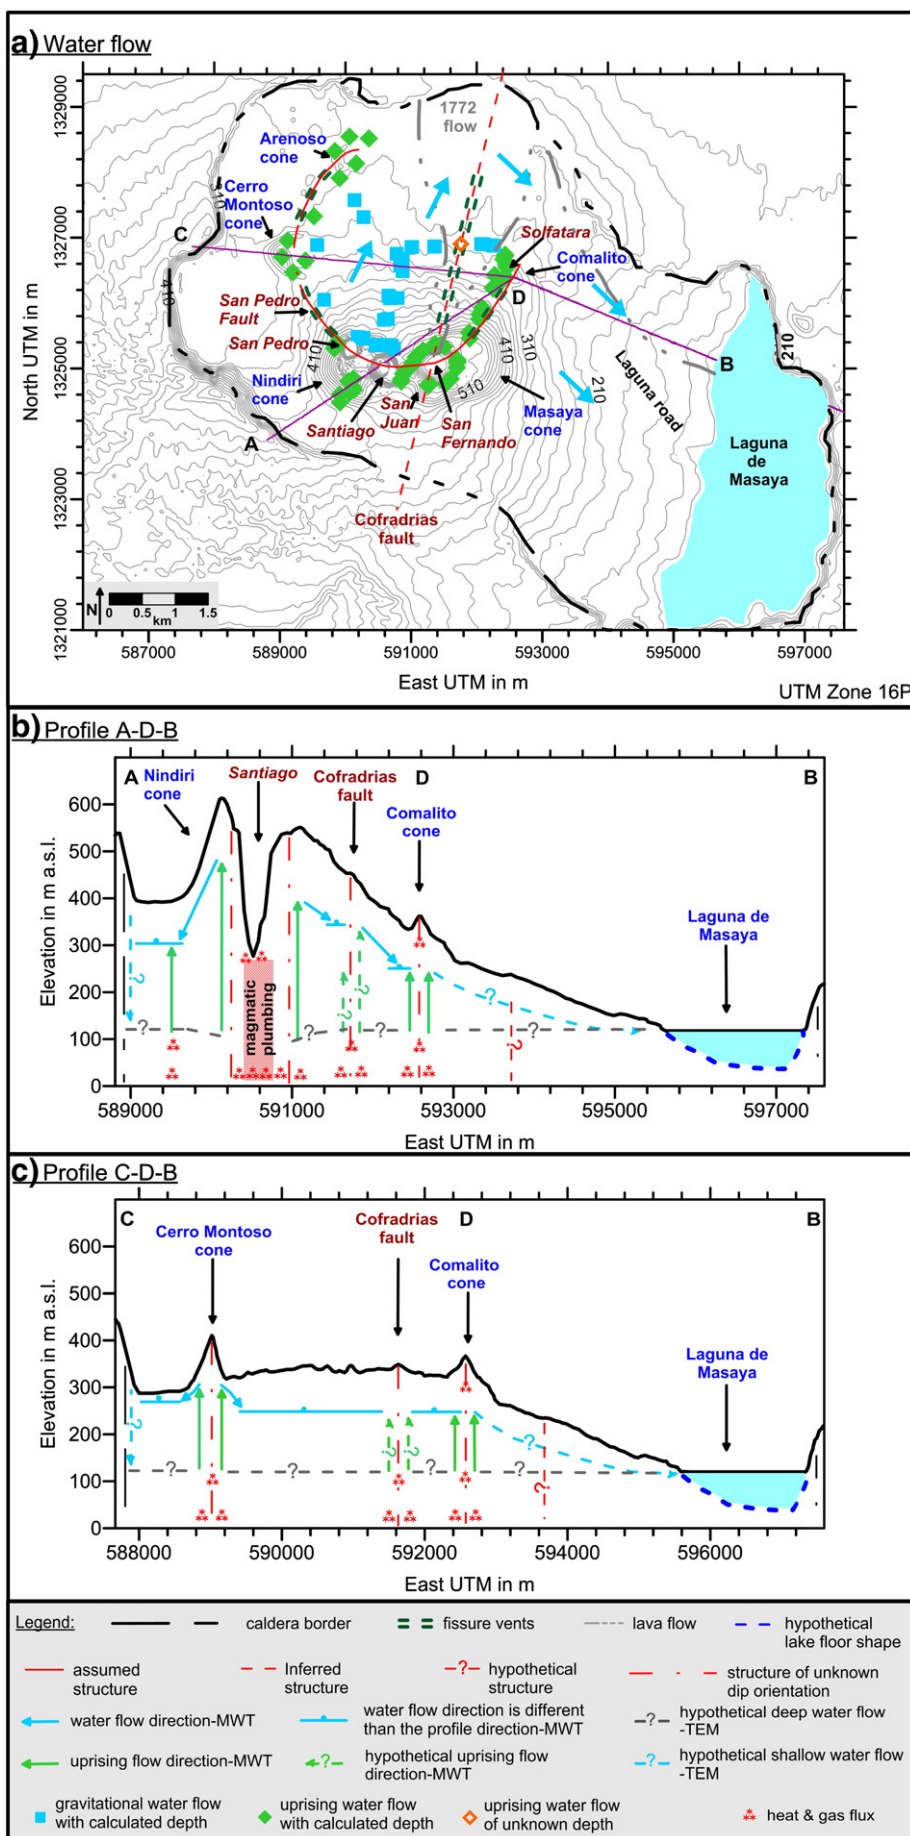 a) Water flow
1329000
1327000
1325000
1323000
1321000
North UTM in m
1772
flow
Arenoso
cone
Cerro
Montoso
cone
310
C
410
Solfatara
Comalito
cone
D
San Pedro
Fault
San Pedro
410
310
410
510
210
210
B
Nindiri
cone
San
Juan
Santiago
San
Fernando
Masaya
cone
Laguna road
Laguna
de
Masaya
A
Cofradrias
fault
N
0 0.5 1 1.5
km
587000 589000 591000 593000 595000 597000
East UTM in m
UTM Zone 16P
b) Profile A-D-B
A
Nindiri
cone
Santiago
Cofradrias
fault
D
Comalito
cone
B
Laguna de
Masaya
600
500
400
300
200
100
0
Elevation in m a.s.l.
magmatic
plumbing
? ? ? ? ? ? ? ? ?
589000 591000 593000 595000 597000
East UTM in m
c) Profile C-D-B
C
Cerro Montoso
cone
Cofradrias
fault
D
Comalito
cone
B
Laguna de
Masaya
600
500
400
300
200
100
0
Elevation in m a.s.l.
? ? ? ? ? ? ? ? ?
588000 590000 592000 594000 596000
East UTM in m
Legend:
caldera border
fissure vents
lava flow
hypothetical
lake floor shape
assumed
structure
Inferred
structure
? hypothetical
structure
structure of unknown
dip orientation
water flow direction-MWT
water flow direction is different
than the profile direction-MWT
? hypothetical deep water flow
-TEM
uprising flow direction-MWT
? hypothetical uprising flow
direction-MWT
? hypothetical shallow water flow
-TEM
gravitational water flow
with calculated depth
uprising water flow
with calculated depth
uprising water flow
of unknown depth
heat & gas flux